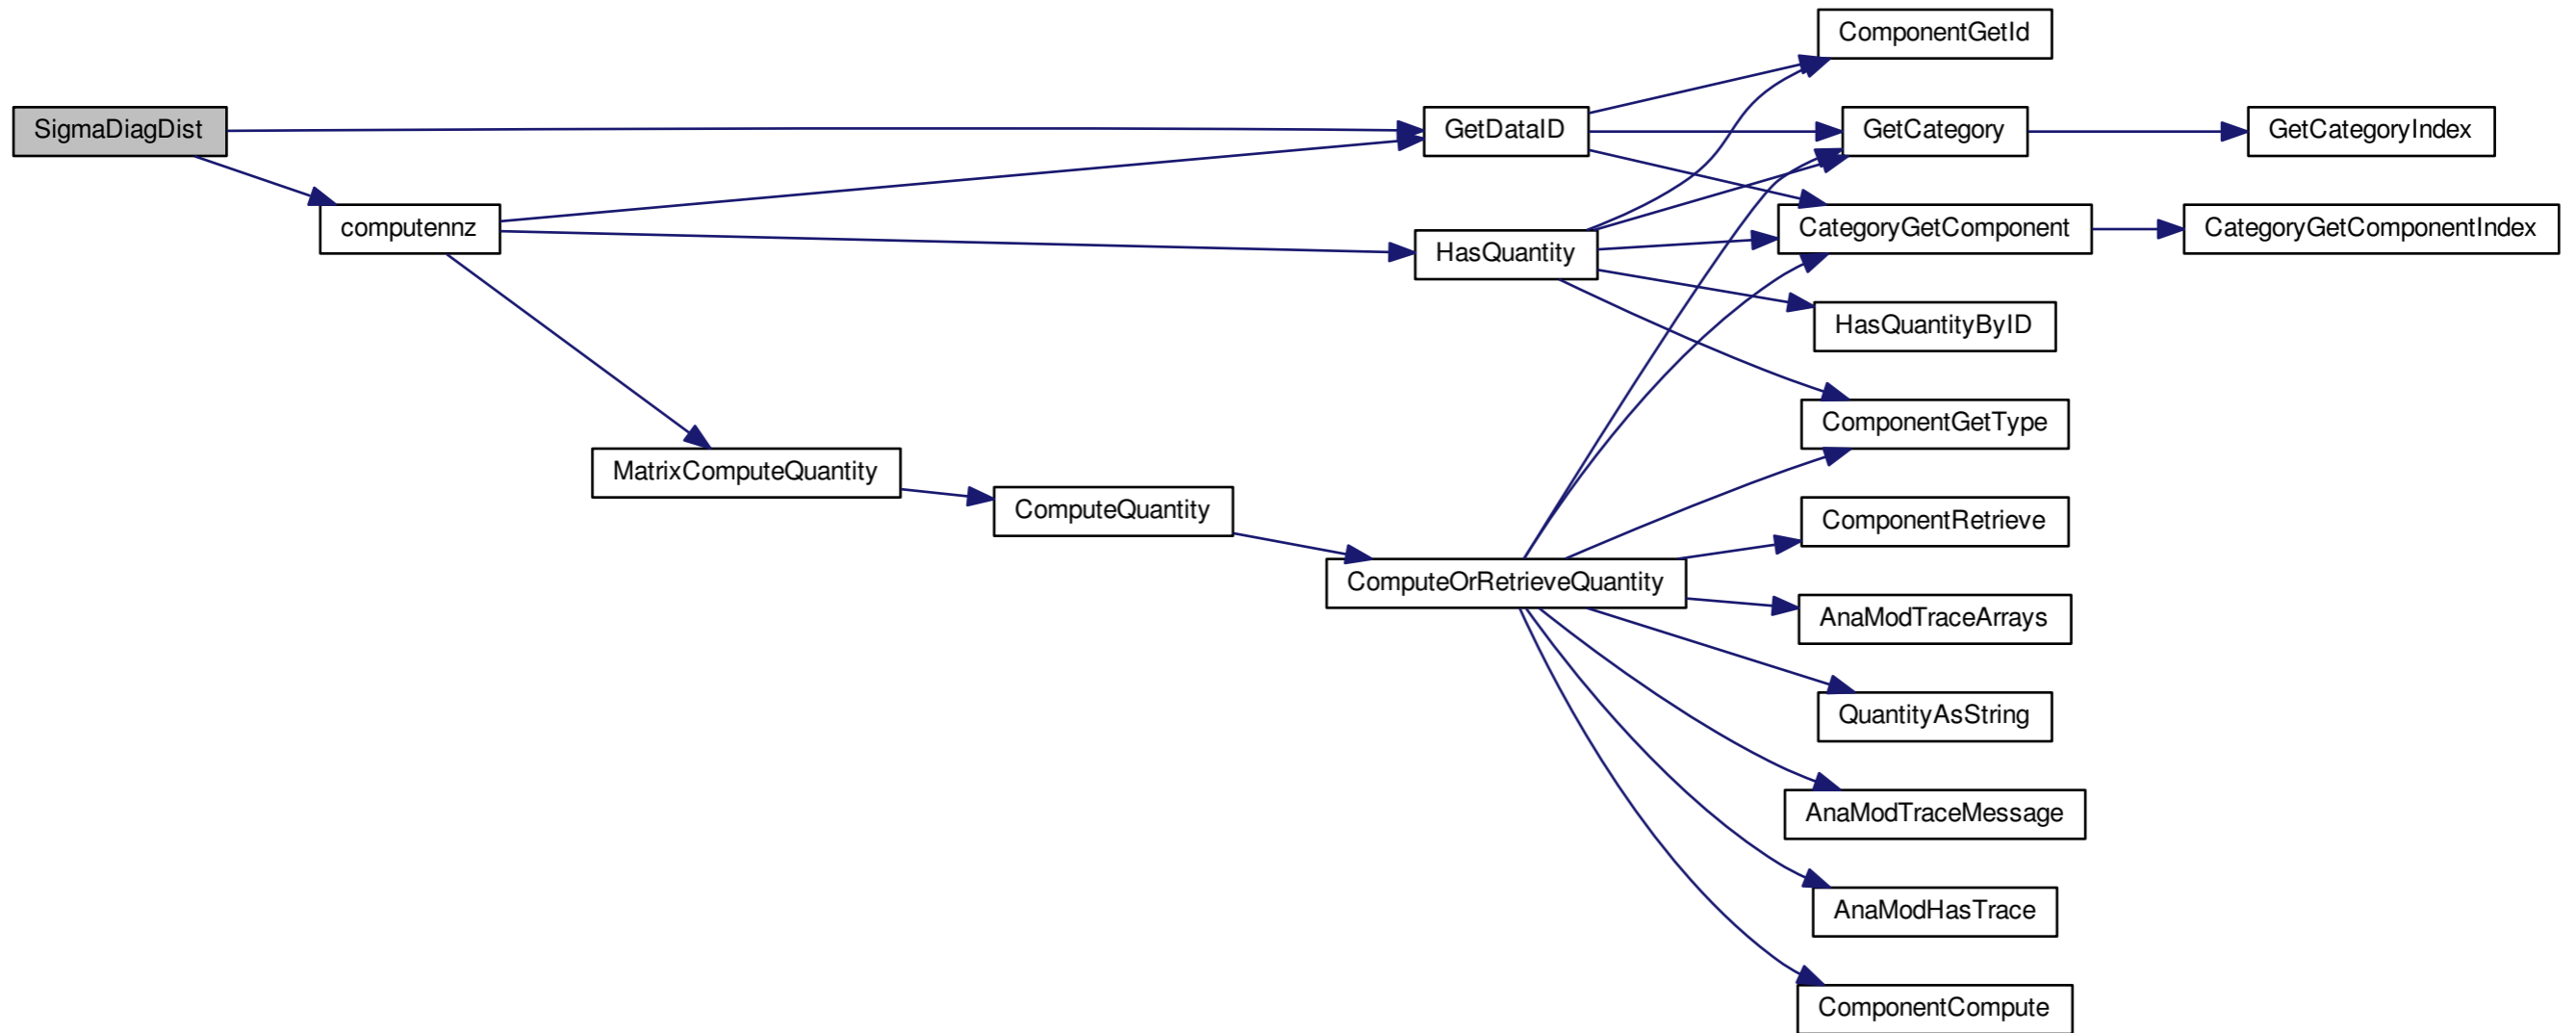 ComponentGetId
SigmaDiagDist
GetDataID
GetCategory
GetCategoryIndex
computennz
HasQuantity
CategoryGetComponent
CategoryGetComponentIndex
HasQuantityByID
ComponentGetType
MatrixComputeQuantity
ComputeQuantity
ComponentRetrieve
ComputeOrRetrieveQuantity
AnaModTraceArrays
QuantityAsString
AnaModTraceMessage
AnaModHasTrace
ComponentCompute